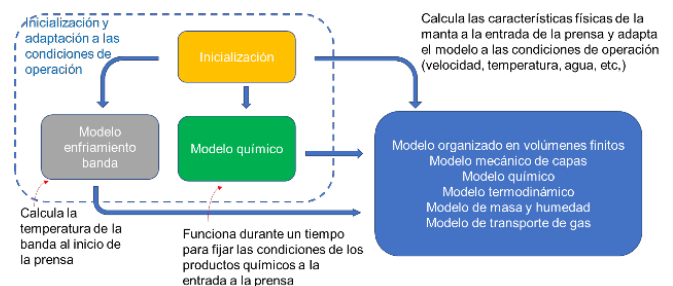 Inicialización y
adaptación a las
condiciones de
operación
Inicialización
Calcula las características físicas de la
manta a la entrada de la prensa y adapta
el modelo a las condiciones de operación
(velocidad, temperatura, agua, etc,)
Modelo
enfriamiento
banda
Modelo químico
Modelo organizado en volúmenes finitos
Modelo mecánico de capas
Modelo químico
Modelo termodinámico
Modelo de masa y humedad
Modelo de transporte de gas
Calcula la
temperatura de la
banda al inicio de
la prensa
Funciona durante un tiempo
para fijar las condiciones de los
productos químicos a la
entrada a la prensa